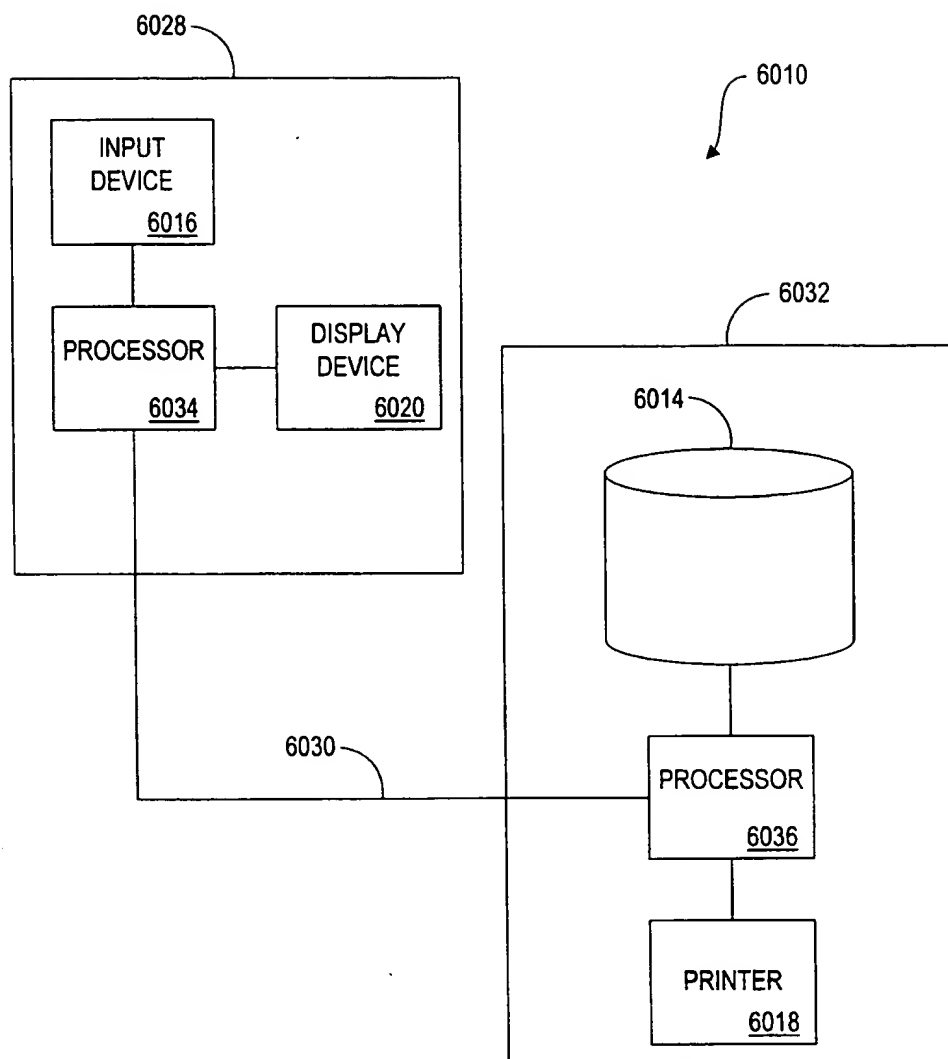 6028
6010
INPUT
DEVICE
6016
6032
PROCESSOR
6034
DISPLAY
DEVICE
6020
6014
6030
PROCESSOR
6036
PRINTER
6018